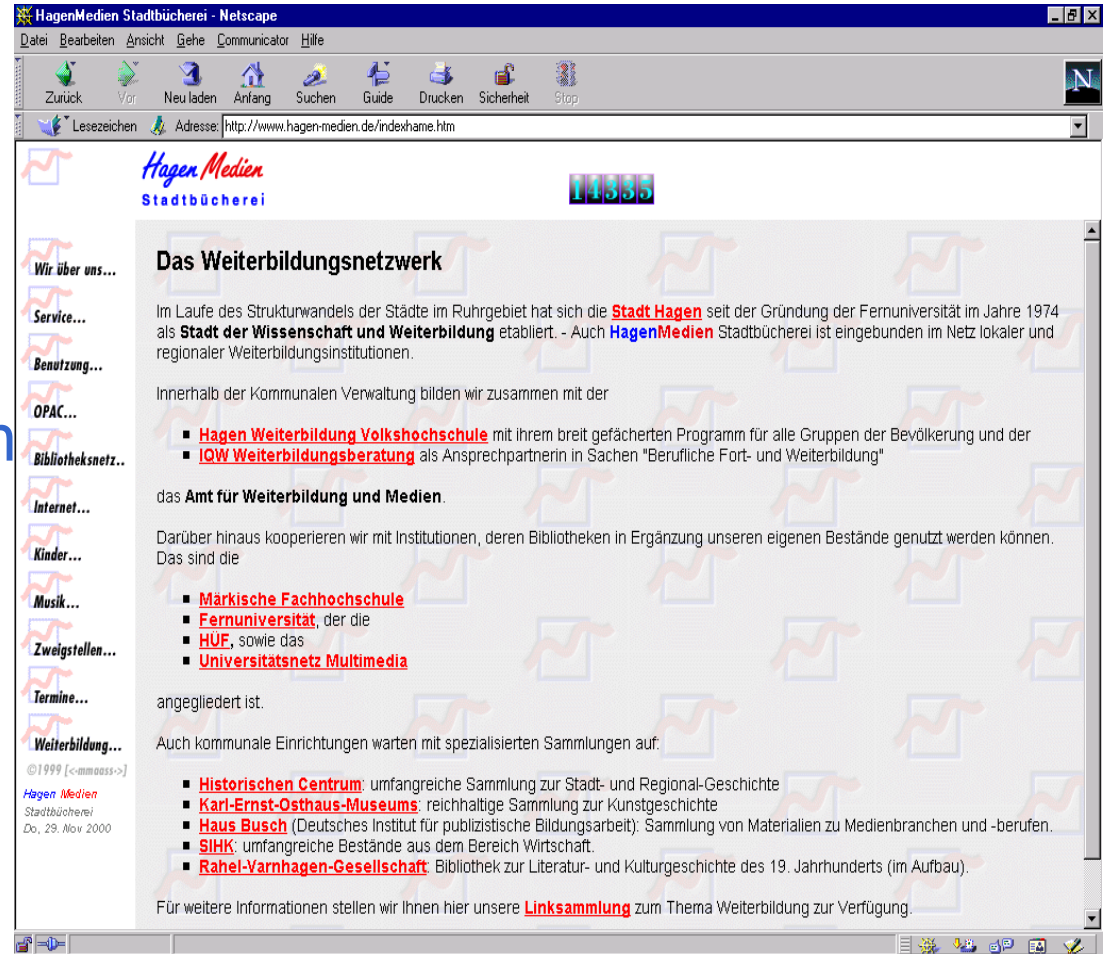 HagenMedien Stadtbücherei - Netscape
Datei Bearbeiten Ansicht Gehe Communicator Hilfe
Zurück Vor Neu laden Anfang Suchen Guide Drucken Sicherheit Stop
N
Lesezeichen Adresse: http://www.hagen-medien.de/indexhame.htm
Hagen Medien
Stadtbücherei
14335
Wir über uns...
Service...
Benutzung...
OPAC...
n
Bibliotheksnetz..
Internet...
Kinder...
Musik...
Zweigstellen...
Termine...
Weiterbildung...
©1999 [<-mmaass->]
Hagen Medien
Stadtbücherei
Do, 29. Nov 2000
Das Weiterbildungsnetzwerk
Im Laufe des Strukturwandels der Städte im Ruhrgebiet hat sich die Stadt Hagen seit der Gründung der Fernuniversität im Jahre 1974
als Stadt der Wissenschaft und Weiterbildung etabliert. - Auch HagenMedien Stadtbücherei ist eingebunden im Netz lokaler und
regionaler Weiterbildungsinstitutionen.
Innerhalb der Kommunalen Verwaltung bilden wir zusammen mit der
Hagen Weiterbildung Volkshochschule mit ihrem breit gefächerten Programm für alle Gruppen der Bevölkerung und der
IQW Weiterbildungsberatung als Ansprechpartnerin in Sachen "Berufliche Fort- und Weiterbildung"
das Amt für Weiterbildung und Medien.
Darüber hinaus kooperieren wir mit Institutionen, deren Bibliotheken in Ergänzung unseren eigenen Bestände genutzt werden können.
Das sind die
Märkische Fachhochschule
Fernuniversität, der die
HÜF, sowie das
Universitätsnetz Multimedia
angegliedert ist.
Auch kommunale Einrichtungen warten mit spezialisierten Sammlungen auf:
Historischen Centrum: umfangreiche Sammlung zur Stadt- und Regional-Geschichte
Karl-Ernst-Osthaus-Museums: reichhaltige Sammlung zur Kunstgeschichte
Haus Busch (Deutsches Institut für publizistische Bildungsarbeit): Sammlung von Materialien zu Medienbranchen und -berufen.
SIHK: umfangreiche Bestände aus dem Bereich Wirtschaft.
Rahel-Varnhagen-Gesellschaft: Bibliothek zur Literatur- und Kulturgeschichte des 19. Jahrhunderts (im Aufbau).
Für weitere Informationen stellen wir Ihnen hier unsere Linksammlung zum Thema Weiterbildung zur Verfügung.